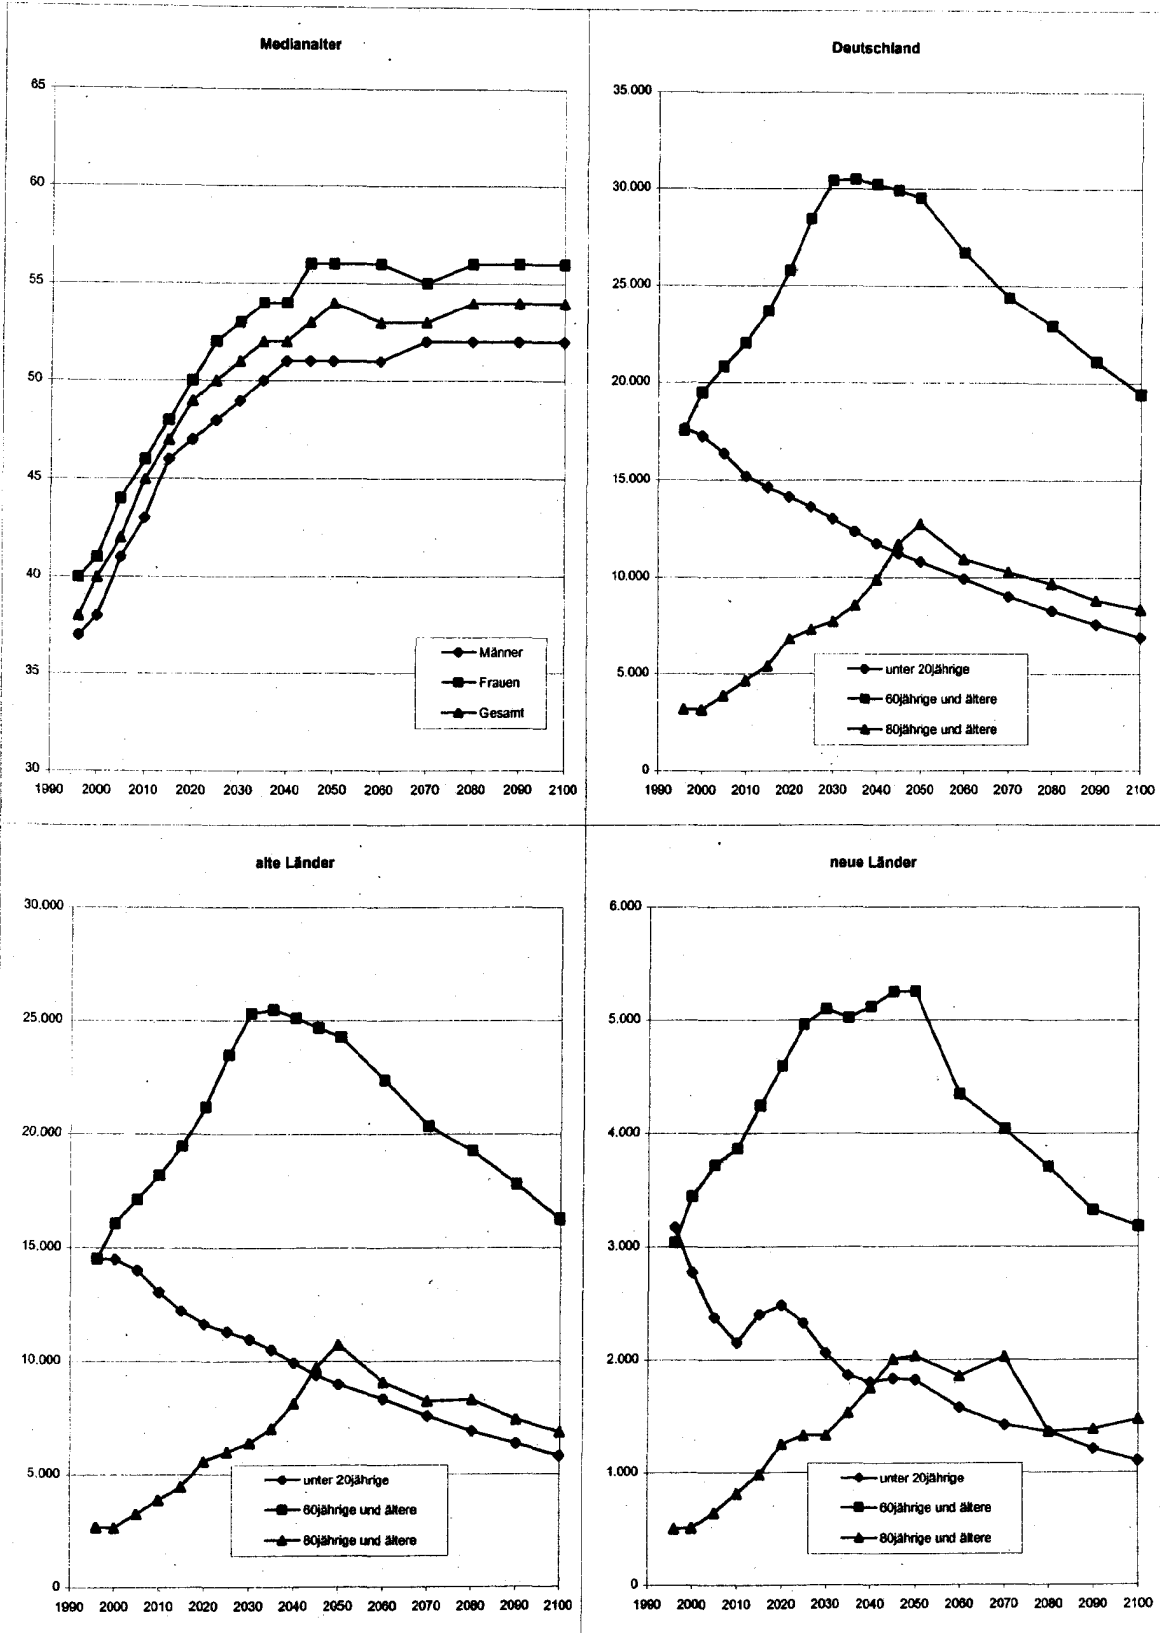 Medianalter
65
60
55
50
45
40
35
30
1990 2000 2010 2020 2030 2040 2050 2060 2070 2080 2090 2100
Männer
Frauen
Gesamt
Deutschland
35.000
30.000
25.000
20.000
15.000
10.000
5.000
0
1990 2000 2010 2020 2030 2040 2050 2060 2070 2080 2090 2100
unter 20jährige
60jährige und ältere
80jährige und ältere
alte Länder
30.000
25.000
20.000
15.000
10.000
5.000
0
1990 2000 2010 2020 2030 2040 2050 2060 2070 2080 2090 2100
unter 20jährige
60jährige und ältere
80jährige und ältere
neue Länder
6.000
5.000
4.000
3.000
2.000
1.000
0
1990 2000 2010 2020 2030 2040 2050 2060 2070 2080 2090 2100
unter 20jährige
60jährige und ältere
80jährige und ältere